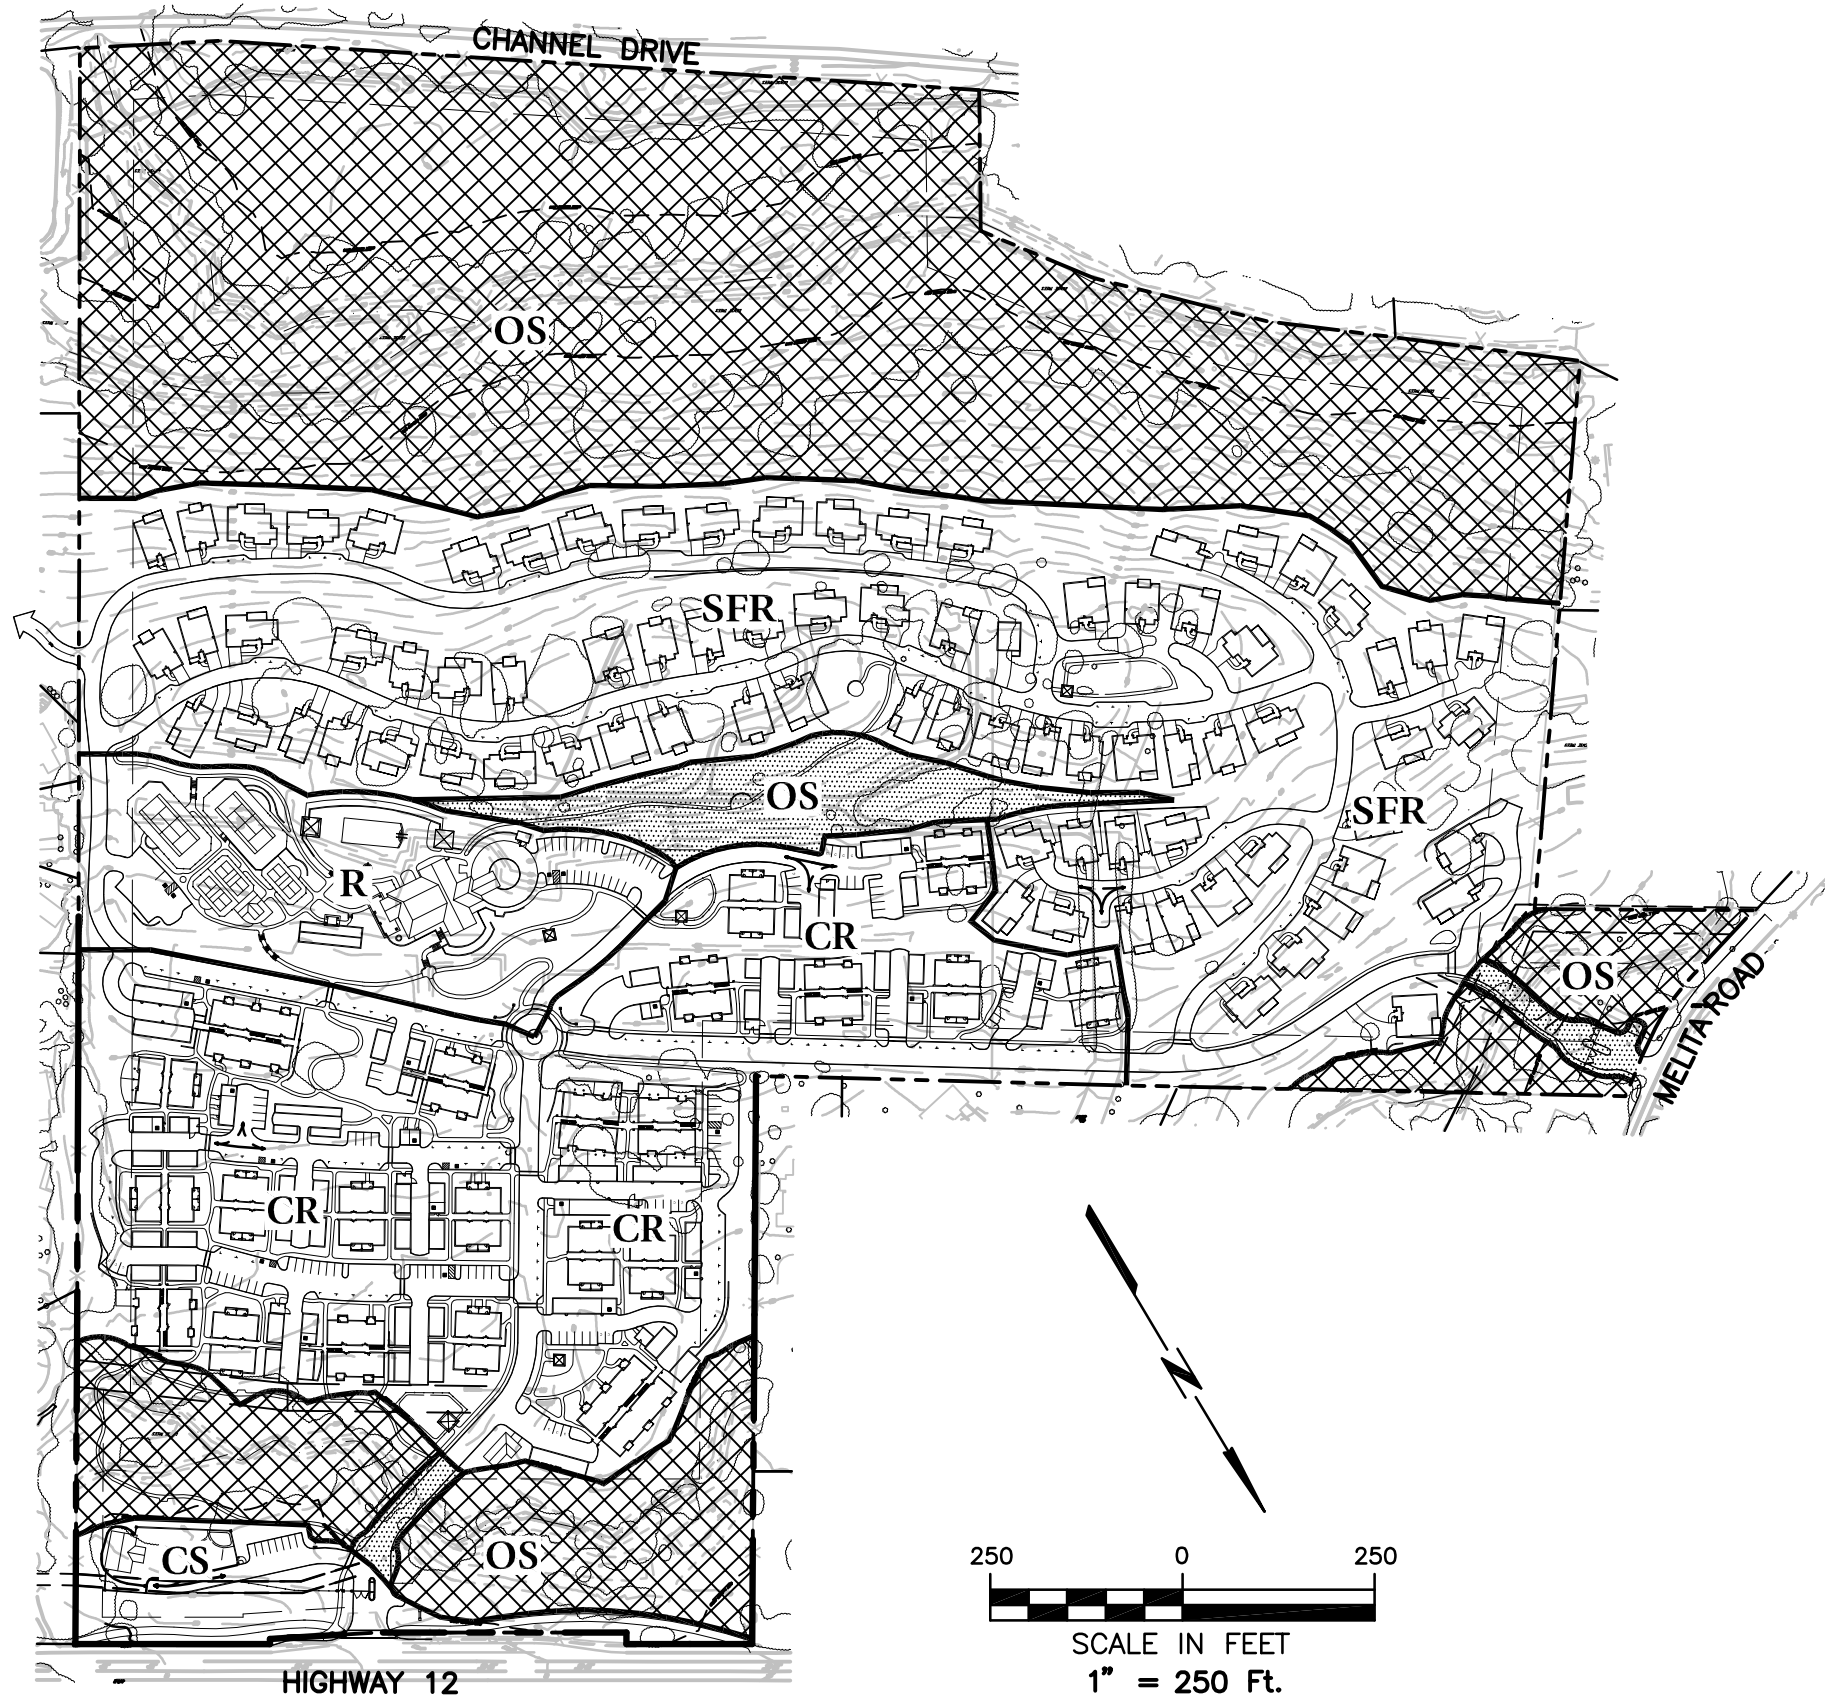 CHANNEL DRIVE
OS
SFR
OS
SFR
R
CR
OS
MELITA ROAD
CR
CR
N
CS
OS
250 0 250
SCALE IN FEET
1" = 250 Ft.
HIGHWAY 12